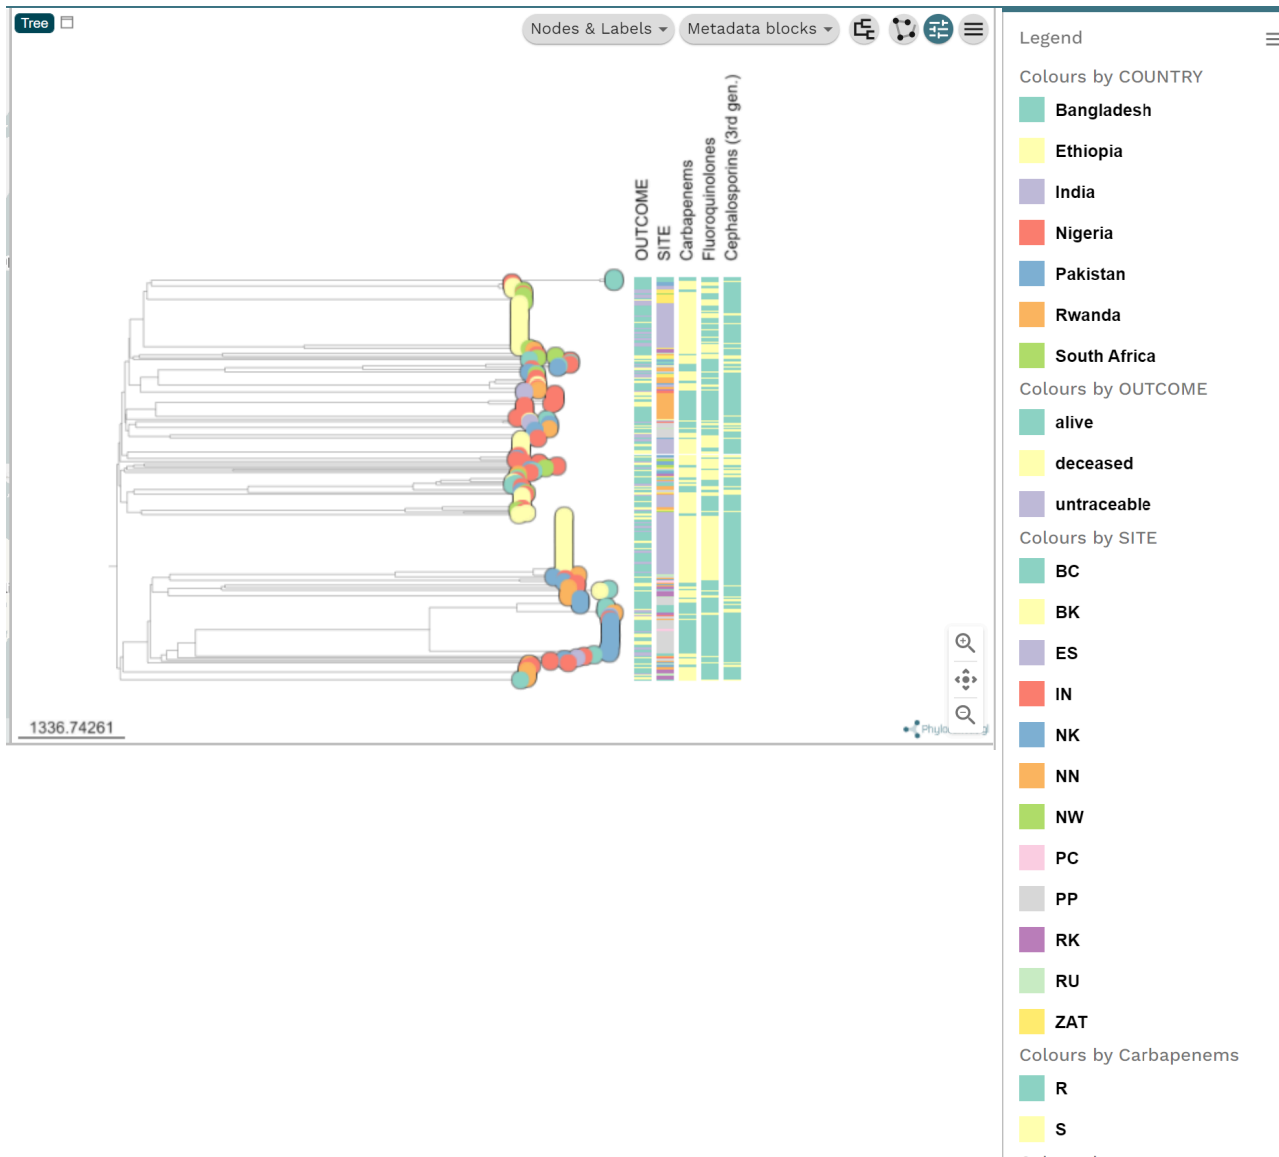 Tree
Nodes & Labels
Metadata blocks
OUTCOME
SITE
Carbapenems
Fluoroquinolones
Cephalosporins (3rd gen.)
1336.74261
Legend
Colours by COUNTRY
Bangladesh
Ethiopia
India
Nigeria
Pakistan
Rwanda
South Africa
Colours by OUTCOME
alive
deceased
untraceable
Colours by SITE
BC
BK
ES
IN
NK
NN
NW
PC
PP
RK
RU
ZAT
Colours by Carbapenems
R
S